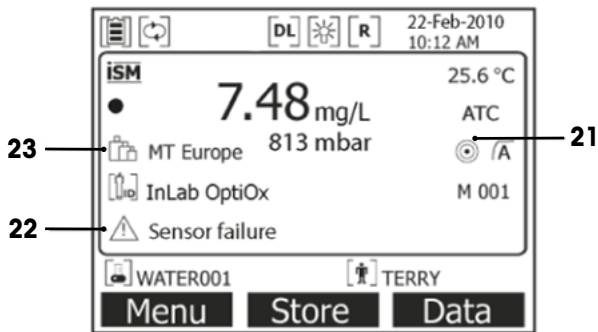 DL R 22-Feb-2010
10:12 AM
iSM 25.6 °C
7.48 mg/L ATC
813 mbar
21
23 MT Europe A
ID InLab OptiOx M 001
22 Sensor failure
WATER001 TERRY
Menu Store Data